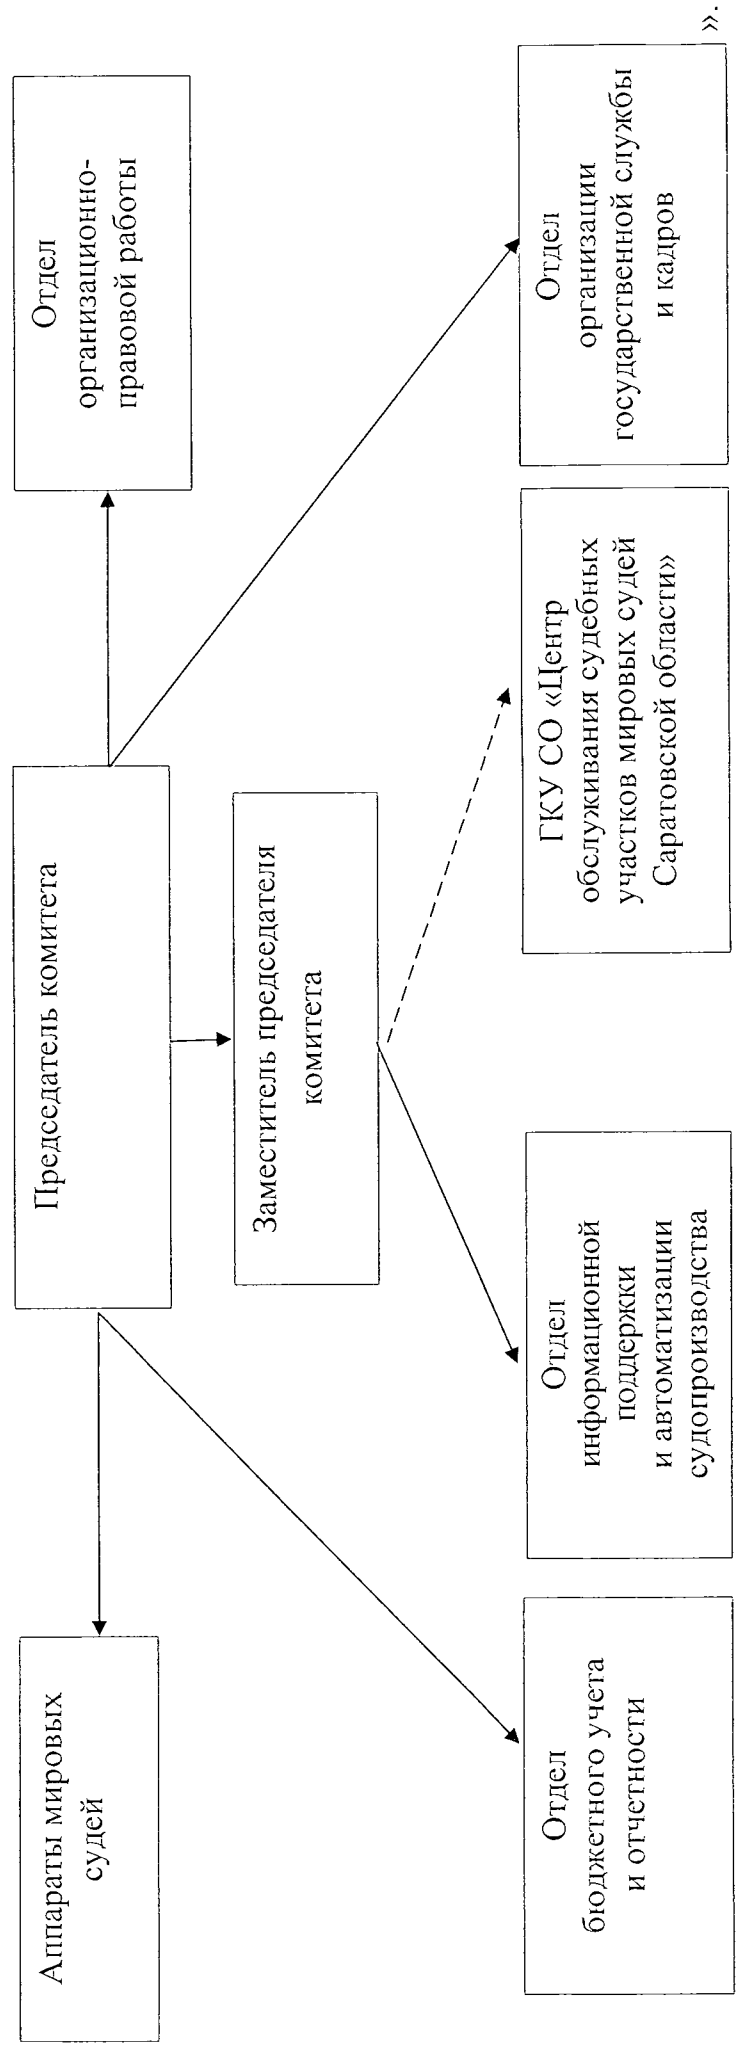 Аппараты мировых
судей
Председатель комитета
Отдел
организационно-
правовой работы
Заместитель председателя
комитета
Отдел
бюджетного учета
и отчетности
Отдел
информационной
поддержки
и автоматизации
судопроизводства
ГКУ СО «Центр
обслуживания судебных
участков мировых судей
Саратовской области»
Отдел
организации
государственной службы
и кадров
».